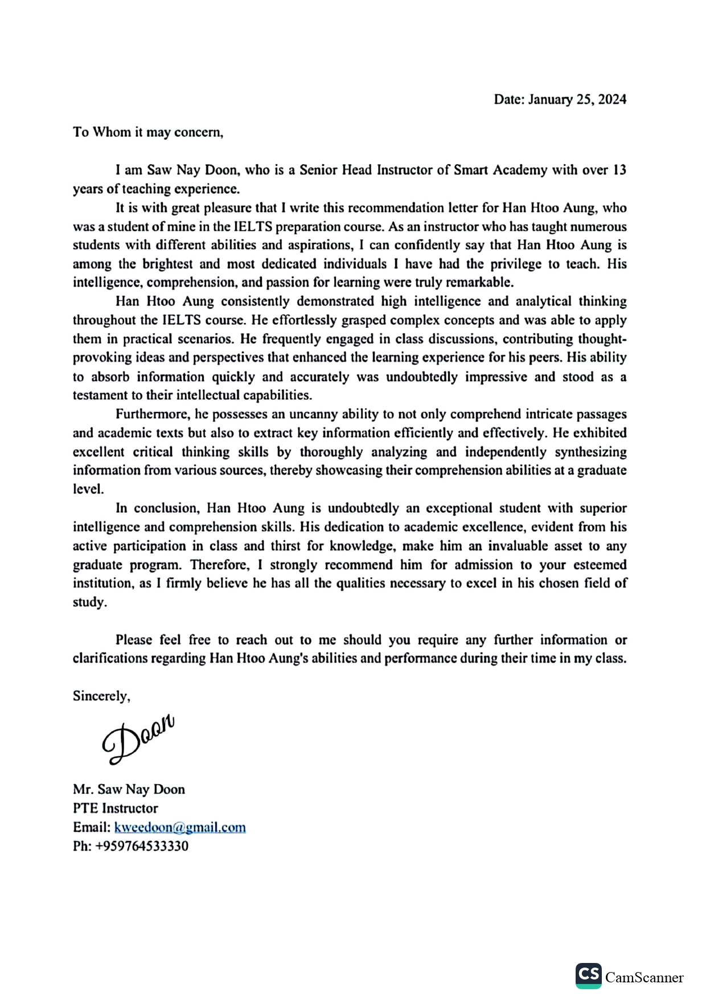 Date: January 25, 2024
To Whom it may concern,
I am Saw Nay Doon, who is a Senior Head Instructor of Smart Academy with over 13
years of teaching experience.
It is with great pleasure that I write this recommendation letter for Han Htoo Aung, who
was a student of mine in the IELTS preparation course. As an instructor who has taught numerous
students with different abilities and aspirations, I can confidently say that Han Htoo Aung is
among the brightest and most dedicated individuals I have had the privilege to teach. His
intelligence, comprehension, and passion for learning were truly remarkable.
Han Htoo Aung consistently demonstrated high intelligence and analytical thinking
throughout the IELTS course. He effortlessly grasped complex concepts and was able to apply
them in practical scenarios. He frequently engaged in class discussions, contributing thought-
provoking ideas and perspectives that enhanced the learning experience for his peers. His ability
to absorb information quickly and accurately was undoubtedly impressive and stood as a
testament to their intellectual capabilities.
Furthermore, he possesses an uncanny ability to not only comprehend intricate passages
and academic texts but also to extract key information efficiently and effectively. He exhibited
excellent critical thinking skills by thoroughly analyzing and independently synthesizing
information from various sources, thereby showcasing their comprehension abilities at a graduate
level.
In conclusion, Han Htoo Aung is undoubtedly an exceptional student with superior
intelligence and comprehension skills. His dedication to academic excellence, evident from his
active participation in class and thirst for knowledge, make him an invaluable asset to any
graduate program. Therefore, I strongly recommend him for admission to your esteemed
institution, as I firmly believe he has all the qualities necessary to excel in his chosen field of
study.
Please feel free to reach out to me should you require any further information or
clarifications regarding Han Htoo Aung's abilities and performance during their time in my class.
Sincerely,
Doon
Mr. Saw Nay Doon
PTE Instructor
Email: kweedoon@gmail.com
Ph: +959764533330
CS CamScanner